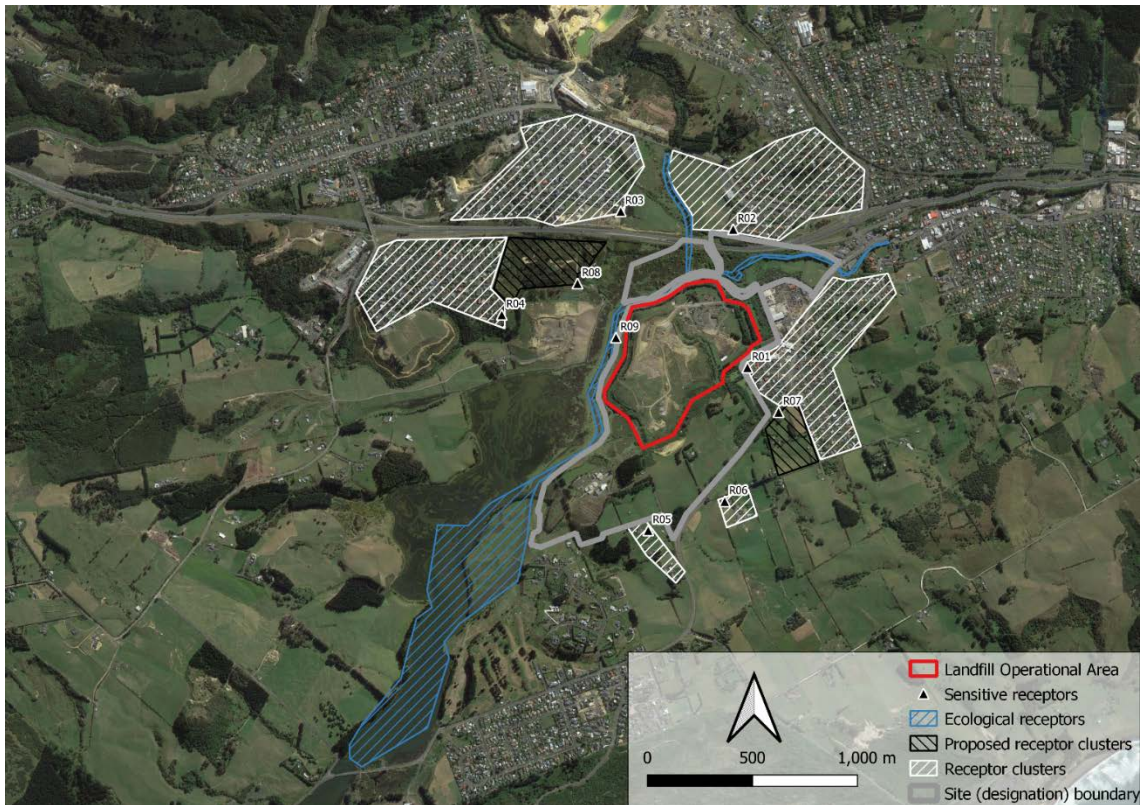 R03
R02
R08
R04
R09
R01
R07
R06
R05
Landfill Operational Area
Sensitive receptors
Ecological receptors
Proposed receptor clusters
Receptor clusters
Site (designation) boundary
0 500 1,000 m